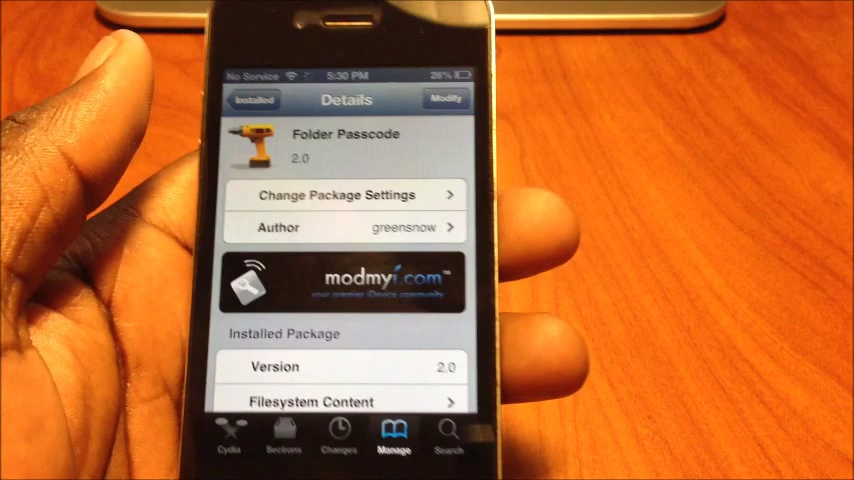 No Service 5:30 PM 26%
Installed Details Modify
Folder Passcode
2.0
Change Package Settings
Author greensnow
modmyi.com™
your premier iDevice community
Installed Package
Version 2.0
Filesystem Content
Cydia Sections Changes Manage Search